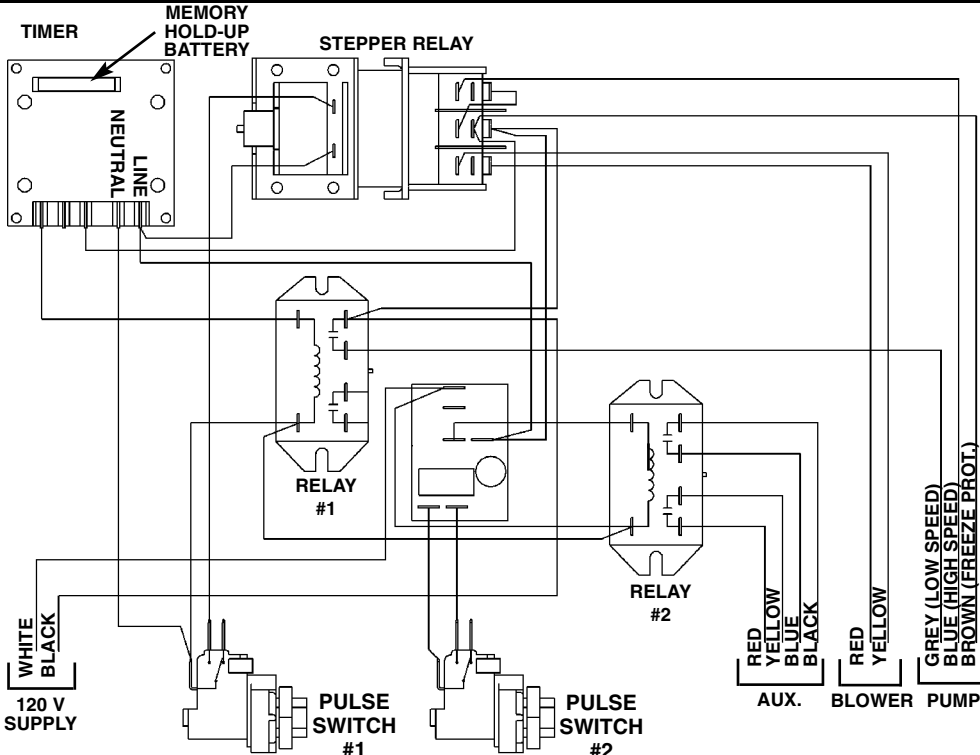 TIMER
MEMORY
HOLD-UP
BATTERY
STEPPER RELAY
NEUTRAL
LINE
RELAY
#1
RELAY
#2
WHITE
BLACK
120 V
SUPPLY
PULSE
SWITCH
#1
PULSE
SWITCH
#2
RED
YELLOW
BLUE
BLACK
AUX.
RED
YELLOW
BLOWER
GREY (LOW SPEED)
BLUE (HIGH SPEED)
BROWN (FREEZE PROT.)
PUMP